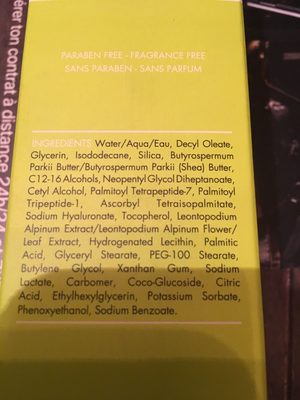 PARABEN FREE - FRAGRANCE FREE
SANS PARABEN - SANS PARFUM
INGREDIENTS Water/Aqua/Eau, Decyl Oleate,
Glycerin, Isododecane, Silica, Butyrospermum
Parkii Butter/Butyrospermum Parkii (Shea) Butter,
C12-16 Alcohols, Neopentyl Glycol Diheptanoate,
Cetyl Alcohol, Palmitoyl Tetrapeptide-7, Palmitoyl
Tripeptide-1, Ascorbyl Tetraisopalmitate,
Sodium Hyaluronate, Tocopherol, Leontopodium
Alpinum Extract/Leontopodium Alpinum Flower/
Leaf Extract, Hydrogenated Lecithin, Palmitic
Acid, Glyceryl Stearate, PEG-100 Stearate,
Butylene Glycol, Xanthan Gum, Sodium
Lactate, Carbomer, Coco-Glucoside, Citric
Acid, Ethylhexylglycerin, Potassium Sorbate,
Phenoxyethanol, Sodium Benzoate.
érer ton contrat à distance 24h/24 et